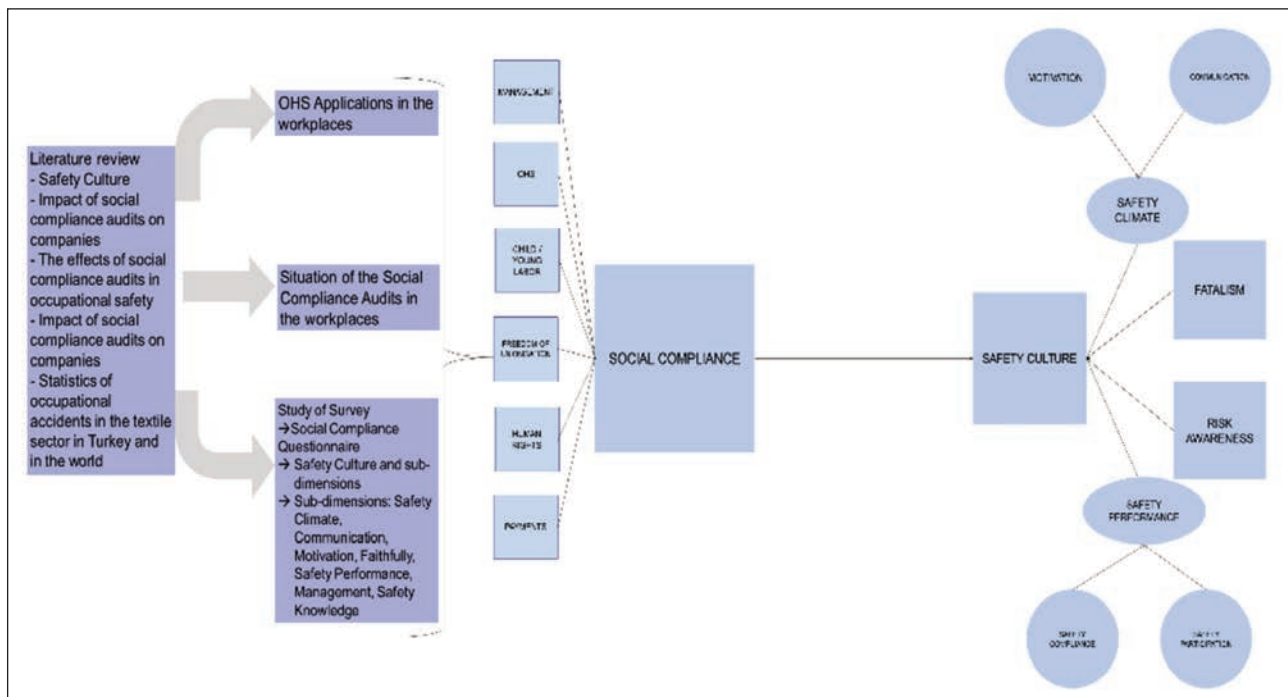 Literature review
- Safety Culture
- Impact of social
compliance audits on
companies
- The effects of social
compliance audits in
occupational safety
- Impact of social
compliance audits on
companies
- Statistics of
occupational
accidents in the textile
sector in Turkey and
in the world
OHS Applications in the
workplaces
Situation of the Social
Compliance Audits in
the workplaces
Study of Survey
→Social Compliance
Questionnaire
→ Safety Culture and sub-
dimensions
→ Sub-dimensions: Safety
Climate,
Communication,
Motivation, Faithfully,
Safety Performance,
Management, Safety
Knowledge
MANAGEMENT
OHS
CHILD /
YOUNG
LABOR
FREEDOM OF
HUMAN
RIGHTS
PAYMENTS
SOCIAL COMPLIANCE
SAFETY CULTURE
MOTIVATION
COMMUNICATION
SAFETY
CLIMATE
FATALISM
RISK
AWARENESS
SAFETY
PERFORMANCE
SAFETY
COMPLIANCE
SAFETY
PARTICIPATION